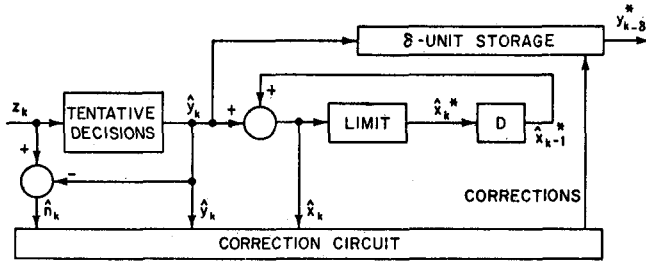 y*k-δ
δ-UNIT STORAGE
zk
TENTATIVE
DECISIONS
ŷk
+
+
LIMIT
x̂k*
D
x̂*k-1
+
-
n̂k
ŷk
x̂k
CORRECTIONS
CORRECTION CIRCUIT